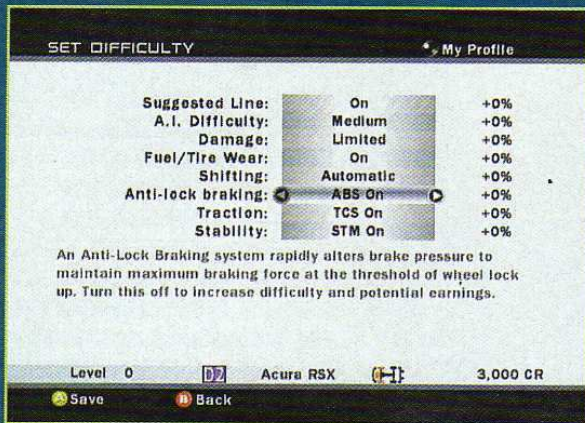 SET DIFFICULTY My Profile
Suggested Line: On +0%
A.I. Difficulty: Medium +0%
Damage: Limited +0%
Fuel/Tire Wear: On +0%
Shifting: Automatic +0%
Anti-lock braking: ABS On +0%
Traction: TCS On +0%
Stability: STM On +0%
An Anti-Lock Braking system rapidly alters brake pressure to
maintain maximum braking force at the threshold of wheel lock
up. Turn this off to increase difficulty and potential earnings.
Level 0 D2 Acura RSX 3,000 CR
A Save B Back